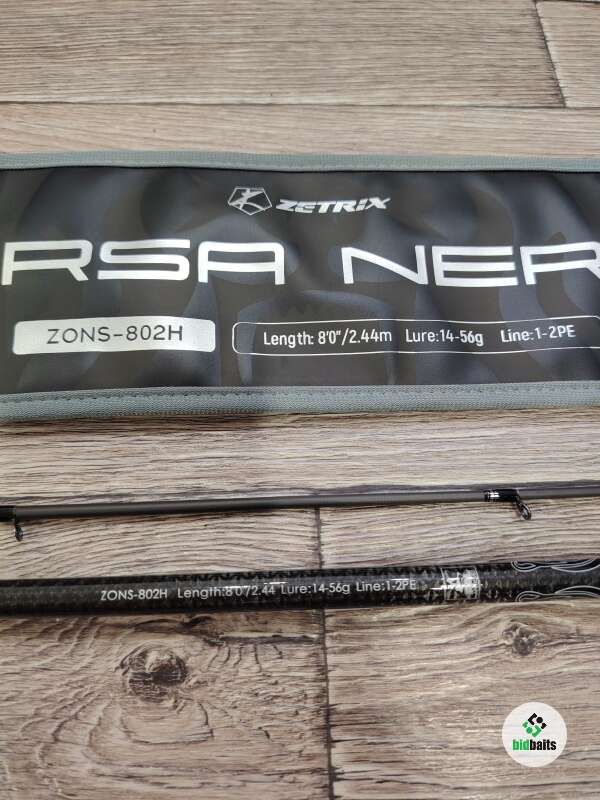 ZETRIX
RSA NER
ZONS-802H
Length: 8'0"/2.44m Lure:14-56g Line:1-2PE
ZONS-802H Length:8'0"/2.44 Lure:14-56g Line:1-2PE
bidbaits